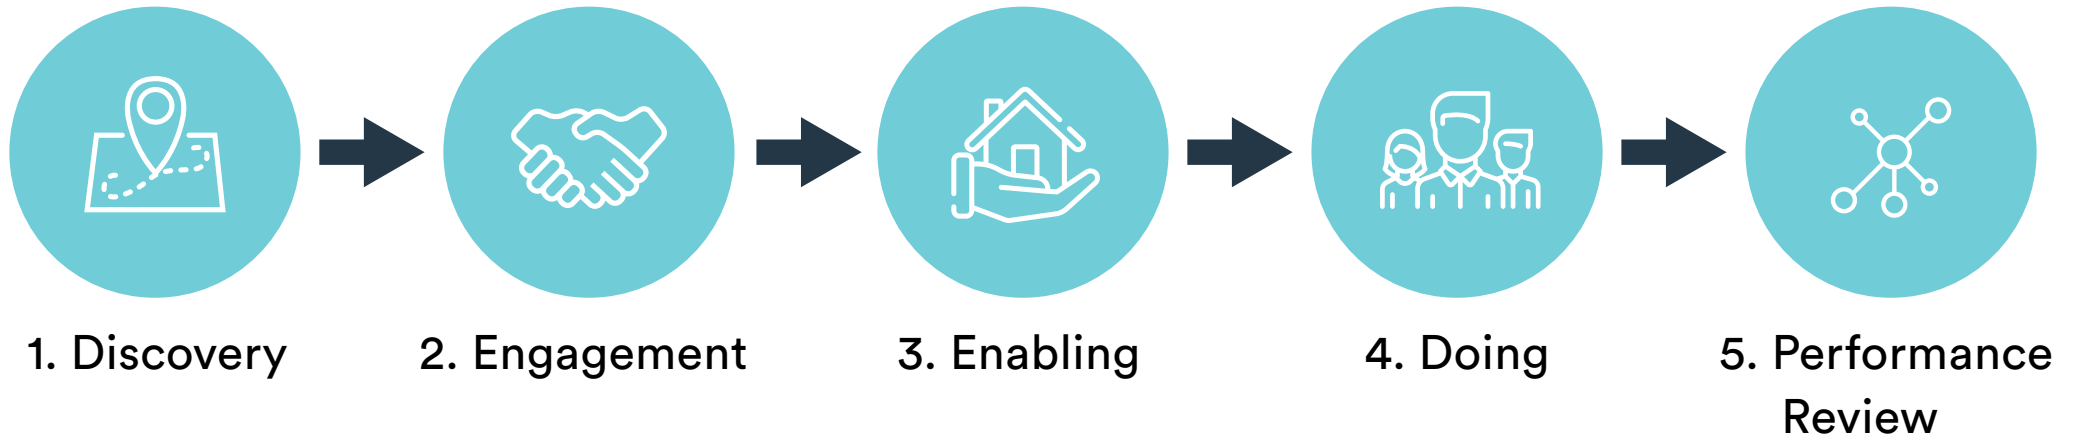 1. Discovery
2. Engagement
3. Enabling
4. Doing
5. Performance
Review